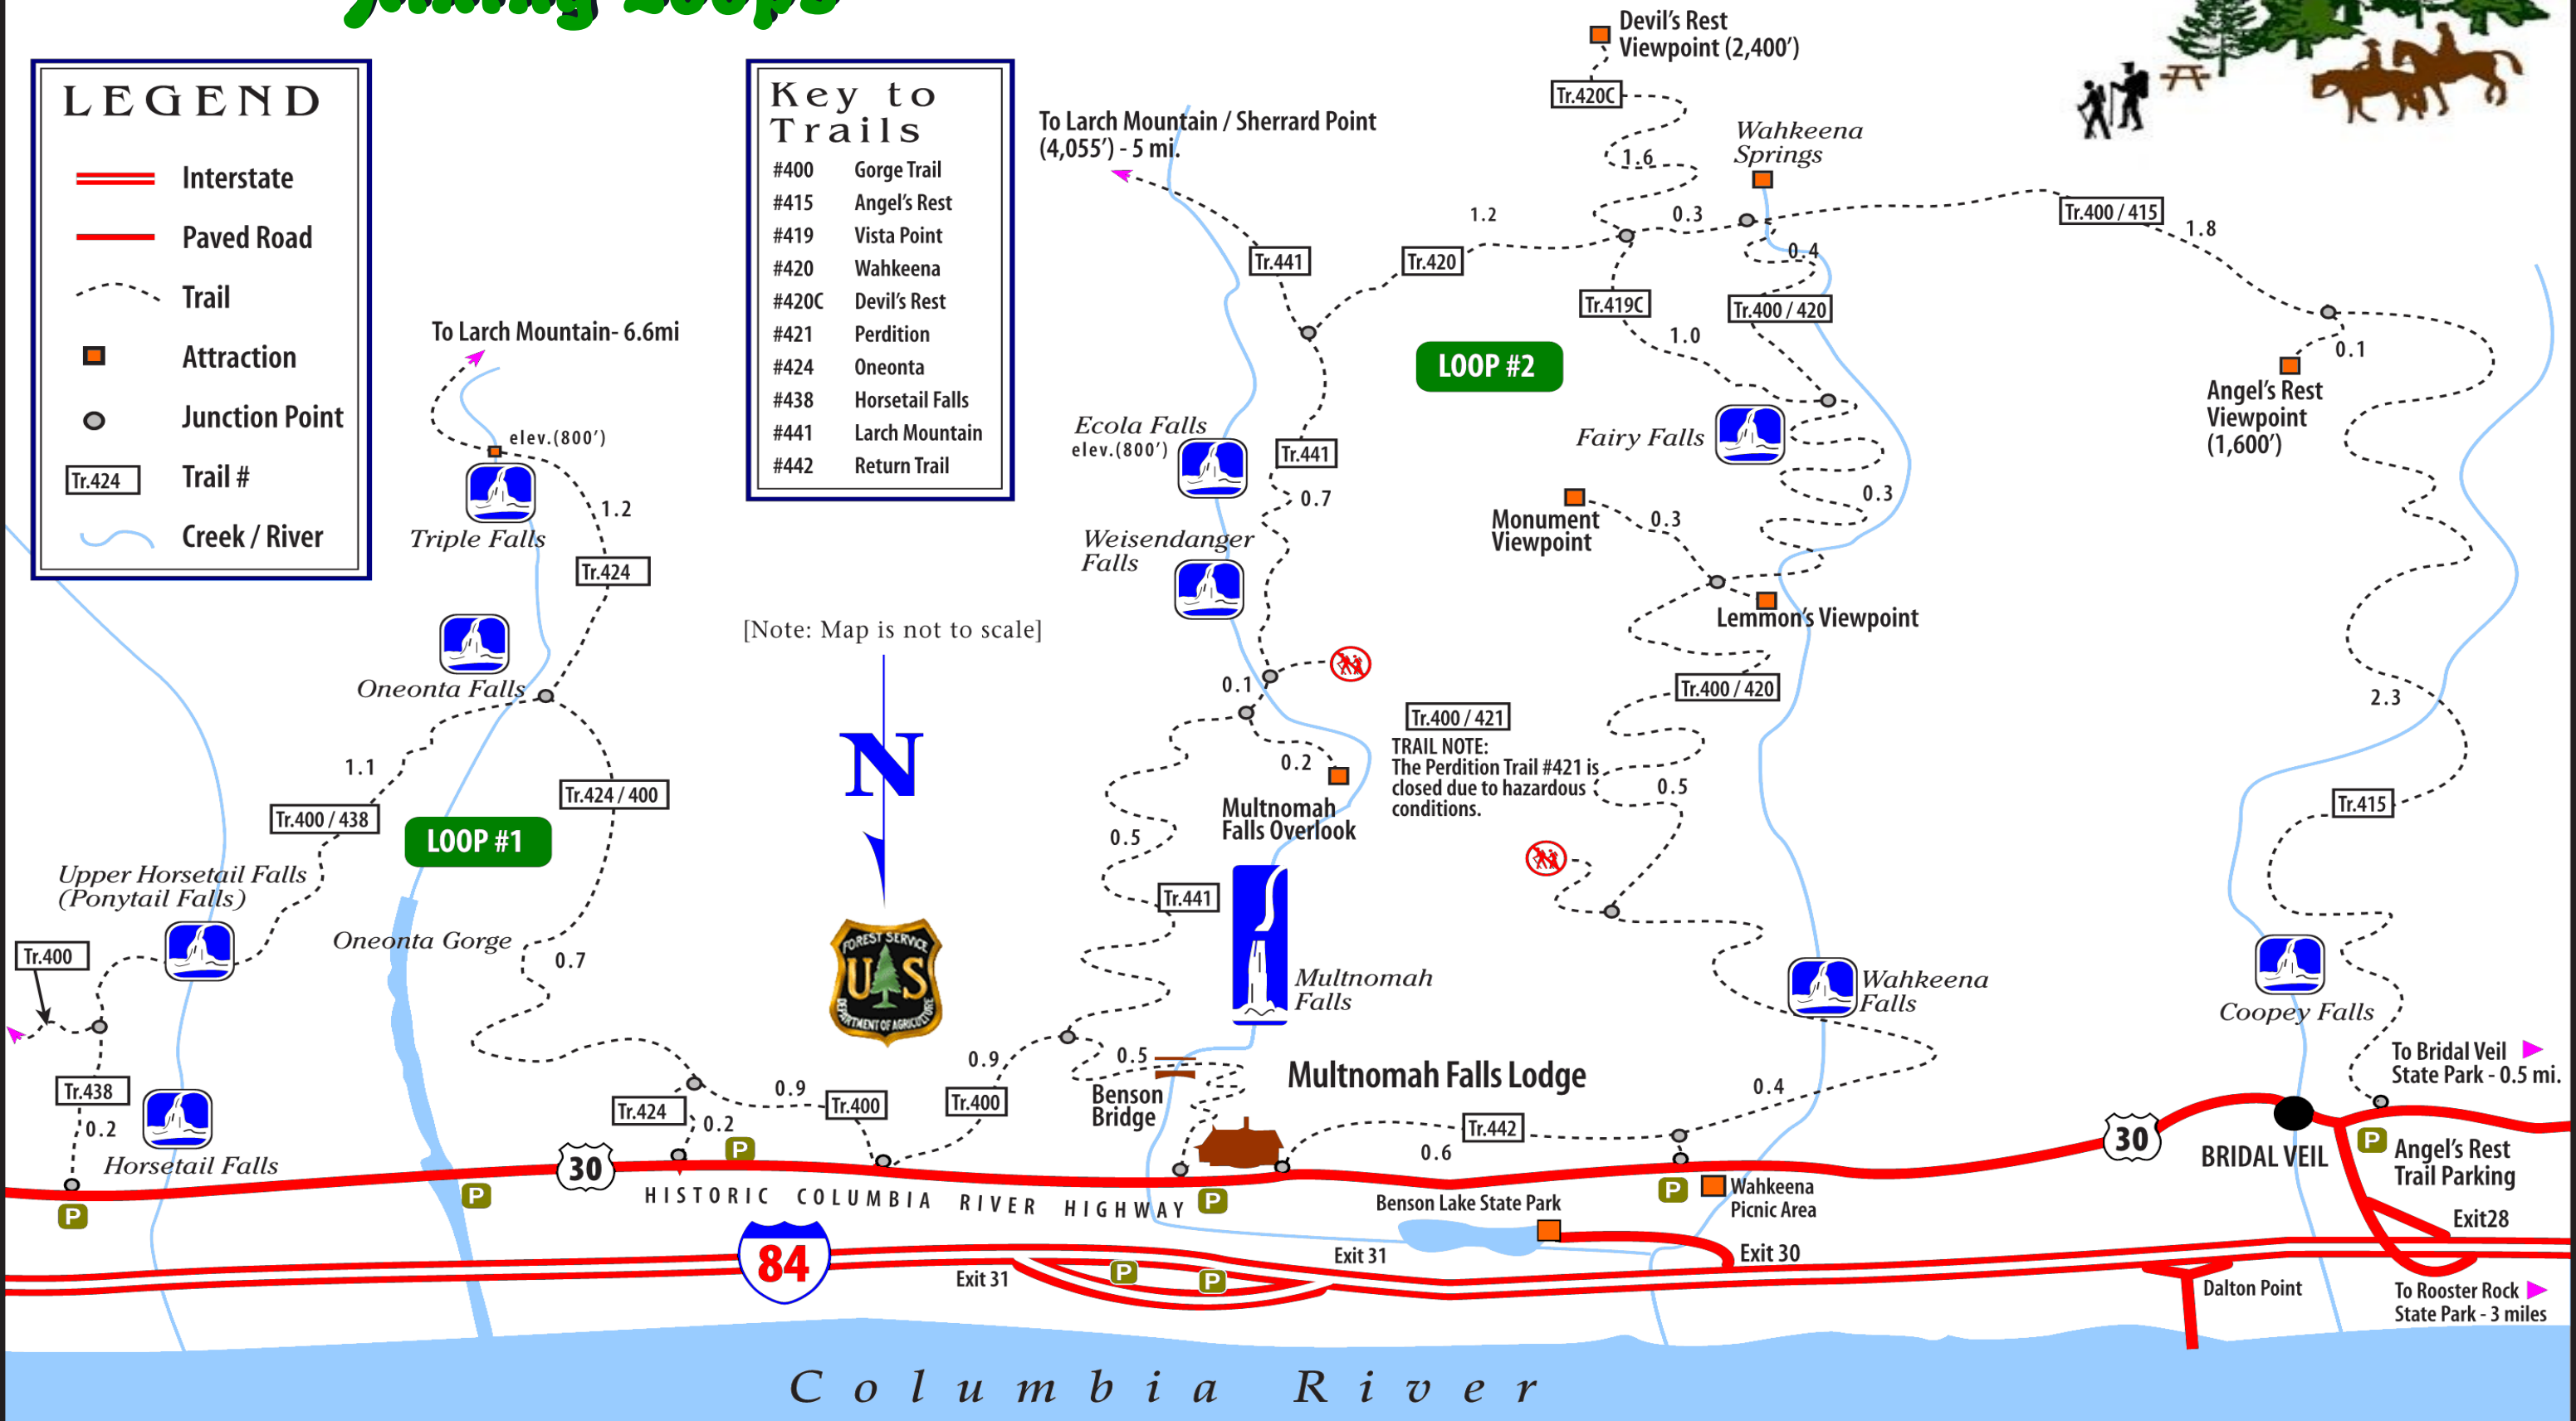 Hiking Loops
LEGEND
Interstate
Paved Road
Trail
Attraction
Junction Point
Tr.424
Trail #
Creek / River
Key to
Trails
#400 Gorge Trail
#415 Angel's Rest
#419 Vista Point
#420 Wahkeena
#420C Devil's Rest
#421 Perdition
#424 Oneonta
#438 Horsetail Falls
#441 Larch Mountain
#442 Return Trail
To Larch Mountain- 6.6mi
elev.(800')
Triple Falls
1.2
Tr.424
Oneonta Falls
1.1
Tr.400 / 438
LOOP #1
Tr.424 / 400
Upper Horsetail Falls
(Ponytail Falls)
Tr.400
Oneonta Gorge
0.7
Tr.438
0.2
Horsetail Falls
Tr.424
0.2
0.9
Tr.400
0.9
Tr.400
[Note: Map is not to scale]
N
FOREST SERVICE
U S
DEPARTMENT OF AGRICULTURE
To Larch Mountain / Sherrard Point
(4,055') - 5 mi.
Tr.441
Tr.420
1.2
Devil's Rest
Viewpoint (2,400')
Tr.420C
1.6
Wahkeena
Springs
0.3
0.4
Tr.419C
1.0
Tr.400 / 420
LOOP #2
Tr.400 / 415
1.8
0.1
Angel's Rest
Viewpoint
(1,600')
Ecola Falls
elev.(800')
Tr.441
0.7
Weisendanger
Falls
Fairy Falls
0.3
Monument
Viewpoint
0.3
Lemmon's Viewpoint
0.1
0.2
Multnomah
Falls Overlook
Tr.400 / 421
TRAIL NOTE:
The Perdition Trail #421 is
closed due to hazardous
conditions.
Tr.400 / 420
0.5
2.3
Tr.415
0.5
Tr.441
Multnomah
Falls
Wahkeena
Falls
Coopey Falls
0.5
Benson
Bridge
Multnomah Falls Lodge
Tr.442
0.6
0.4
To Bridal Veil
State Park - 0.5 mi.
30
BRIDAL VEIL
P
Angel's Rest
Trail Parking
P
P
P
30
HISTORIC COLUMBIA RIVER HIGHWAY
P
Benson Lake State Park
P
Wahkeena
Picnic Area
Exit28
84
Exit 31
P
P
Exit 31
Exit 30
Dalton Point
To Rooster Rock
State Park - 3 miles
Columbia River